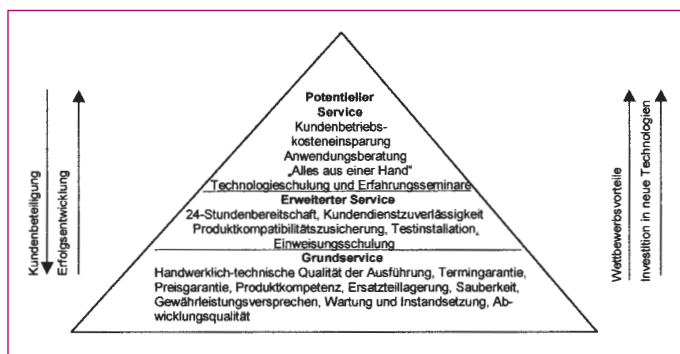 Kundenbeteiligung
Erfolgsentwicklung
Potentieller
Service
Kundenbetriebs-
kosteneinsparung
Anwendungsberatung
„Alles aus einer Hand“
Technologieschulung und Erfahrungsseminare
Erweiterter Service
24-Stundenbereitschaft, Kundendienstzuverlässigkeit
Produktkompatibilitätszusicherung, Testinstallation,
Einweisungsschulung
Grundservice
Handwerklich-technische Qualität der Ausführung, Termingarantie,
Preisgarantie, Produktkompetenz, Ersatzteillagerung, Sauberkeit,
Gewährleistungsversprechen, Wartung und Instandsetzung, Ab-
wicklungsqualität
Wettbewerbsvorteile
Investition in neue Technologien